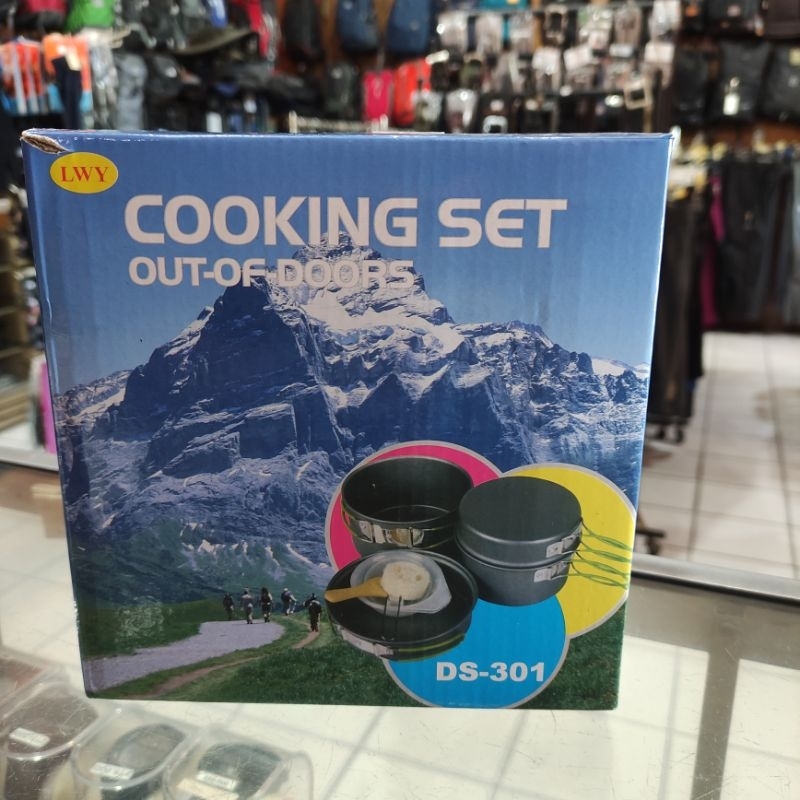 LWY
COOKING SET
OUT-OF-DOORS
DS-301